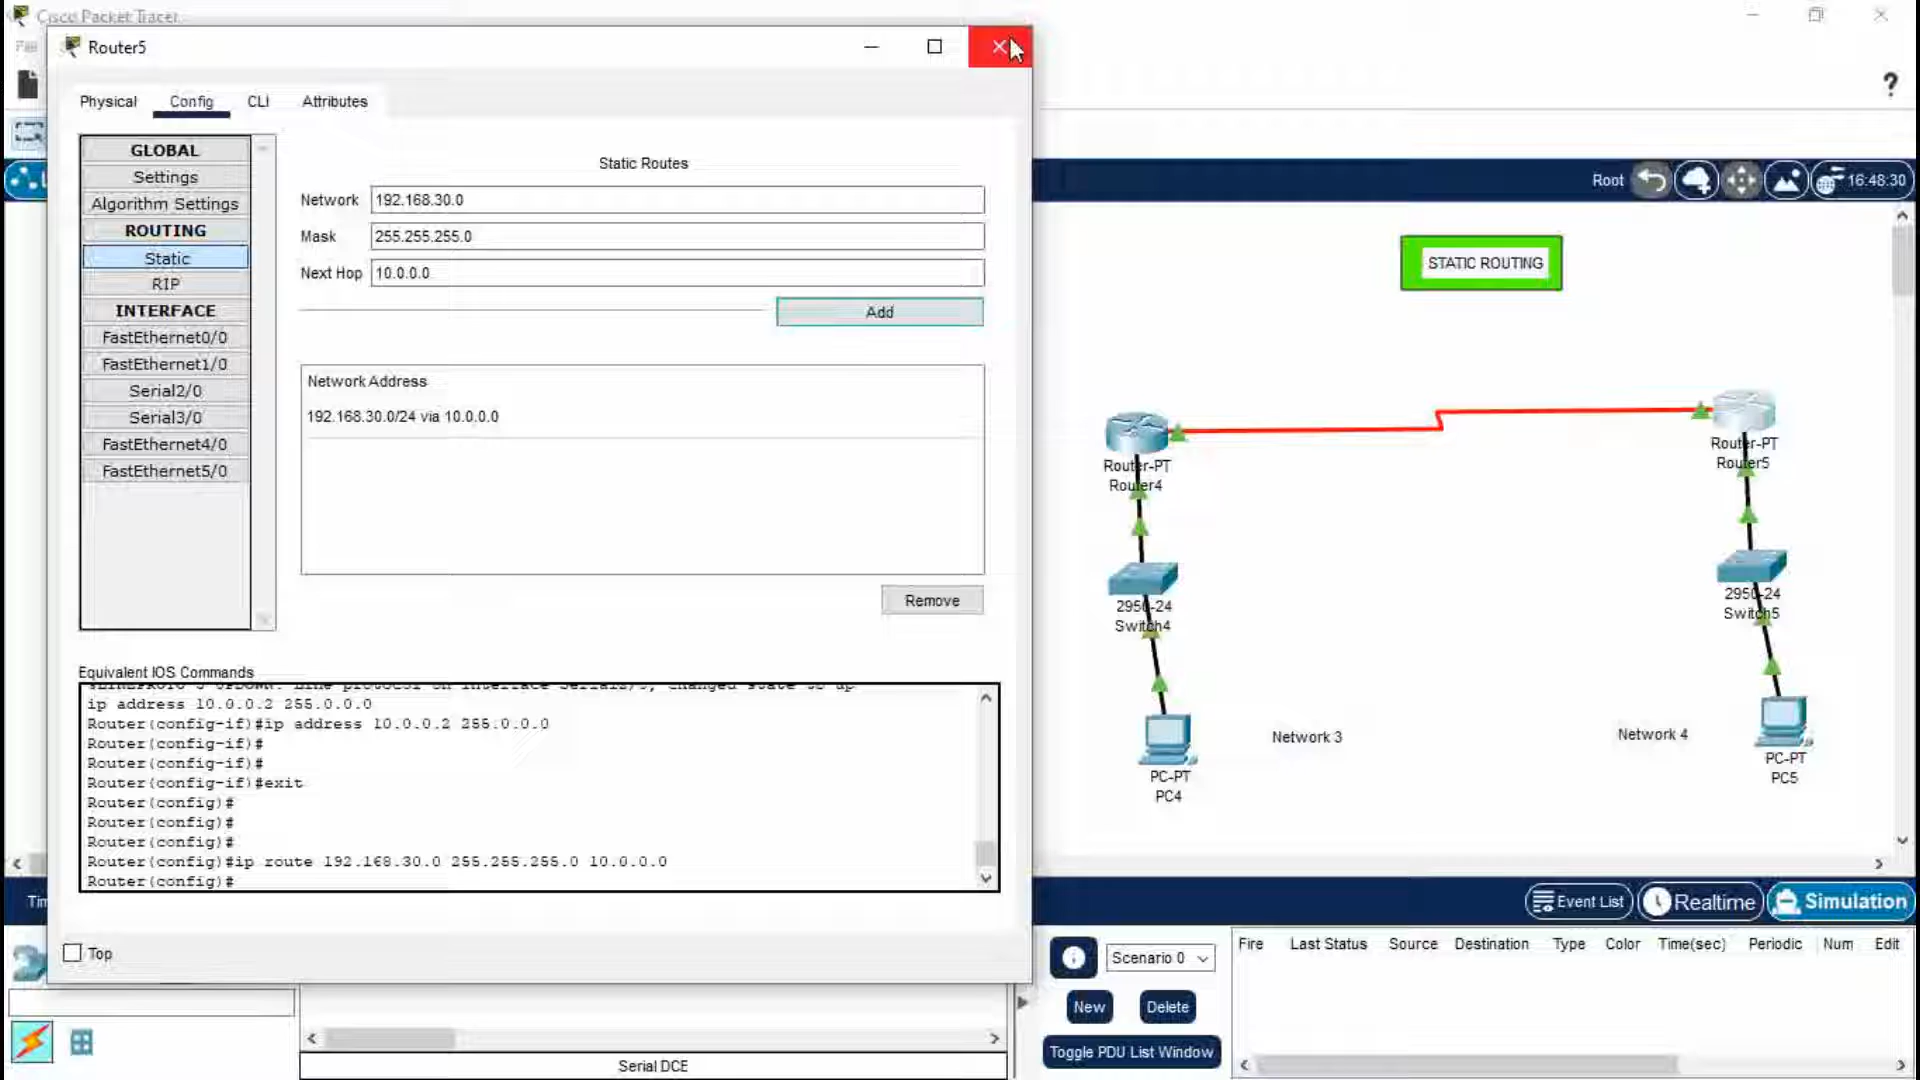 Cisco Packet Tracer
Router5
Physical
Config
CLI
Attributes
GLOBAL
Settings
Algorithm Settings
ROUTING
Static
RIP
INTERFACE
FastEthernet0/0
FastEthernet1/0
Serial2/0
Serial3/0
FastEthernet4/0
FastEthernet5/0
Static Routes
Network 192.168.30.0
Mask 255.255.255.0
Next Hop 10.0.0.0
Add
Network Address
192.168.30.0/24 via 10.0.0.0
Remove
Equivalent IOS Commands
ip address 10.0.0.2 255.0.0.0
Router(config-if)#ip address 10.0.0.2 255.0.0.0
Router(config-if)#
Router(config-if)#
Router(config-if)#exit
Router(config)#
Router(config)#
Router(config)#
Router(config)#ip route 192.168.30.0 255.255.255.0 10.0.0.0
Router(config)#
Top
?
Root
16:48:30
STATIC ROUTING
Router-PT
Router4
Router-PT
Router5
2950-24
Switch4
2950-24
Switch5
PC-PT
PC4
Network 3
Network 4
PC-PT
PC5
Event List
Realtime
Simulation
Scenario 0
New
Delete
Toggle PDU List Window
Fire Last Status Source Destination Type Color Time(sec) Periodic Num Edit
Serial DCE